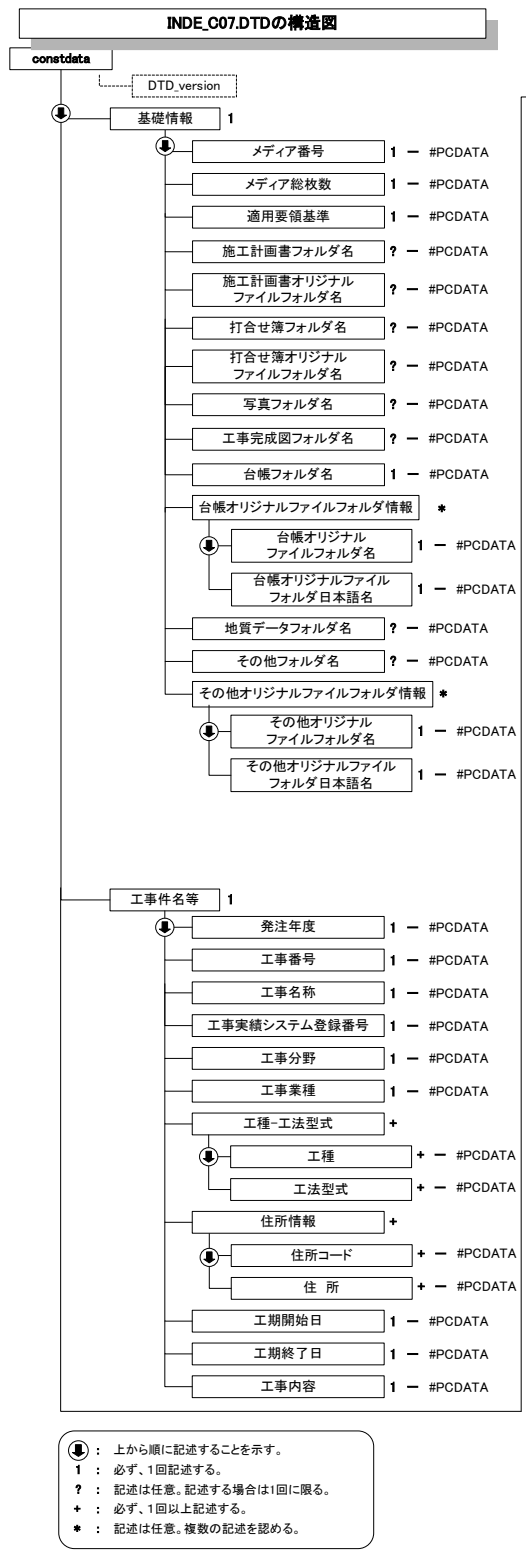 INDE_C07.DTDの構造図
constdata
DTD_version
基礎情報 1
メディア番号 1 － #PCDATA
メディア総枚数 1 － #PCDATA
適用要領基準 1 － #PCDATA
施工計画書フォルダ名 ? － #PCDATA
施工計画書オリジナル
ファイルフォルダ名 ? － #PCDATA
打合せ簿フォルダ名 ? － #PCDATA
打合せ簿オリジナル
ファイルフォルダ名 ? － #PCDATA
写真フォルダ名 ? － #PCDATA
工事完成図フォルダ名 ? － #PCDATA
台帳フォルダ名 1 － #PCDATA
台帳オリジナルファイルフォルダ情報 *
台帳オリジナル
ファイルフォルダ名 1 － #PCDATA
台帳オリジナルファイル
フォルダ日本語名 1 － #PCDATA
地質データフォルダ名 ? － #PCDATA
その他フォルダ名 ? － #PCDATA
その他オリジナルファイルフォルダ情報 *
その他オリジナル
ファイルフォルダ名 1 － #PCDATA
その他オリジナルファイル
フォルダ日本語名 1 － #PCDATA
工事件名等 1
発注年度 1 － #PCDATA
工事番号 1 － #PCDATA
工事名称 1 － #PCDATA
工事実績システム登録番号 1 － #PCDATA
工事分野 1 － #PCDATA
工事業種 1 － #PCDATA
工種-工法型式 +
工種 + － #PCDATA
工法型式 + － #PCDATA
住所情報 +
住所コード + － #PCDATA
住 所 + － #PCDATA
工期開始日 1 － #PCDATA
工期終了日 1 － #PCDATA
工事内容 1 － #PCDATA
： 上から順に記述することを示す。
1 ： 必ず、1回記述する。
? ： 記述は任意。記述する場合は1回に限る。
+ ： 必ず、1回以上記述する。
* ： 記述は任意。複数の記述を認める。